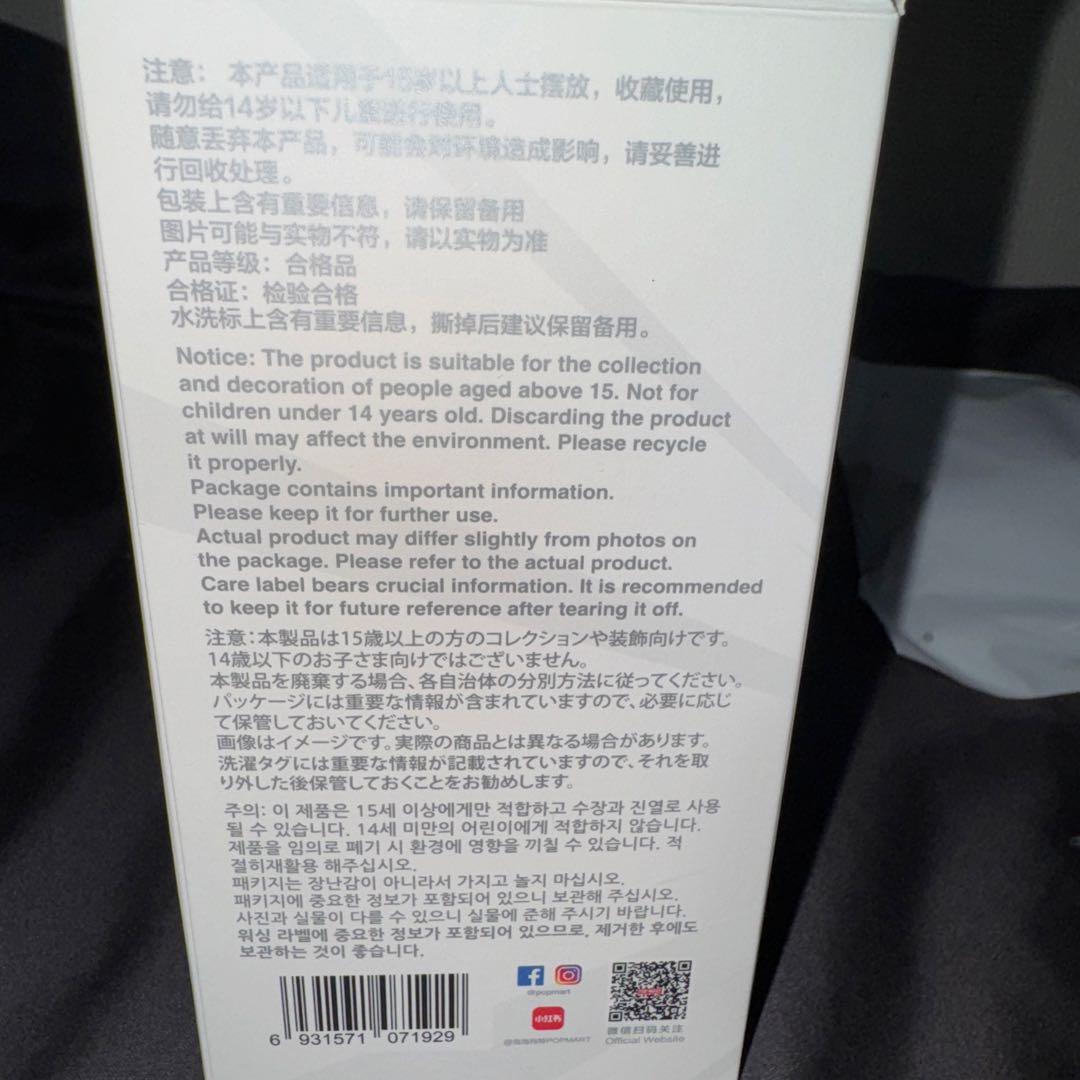 注意： 本产品适用于15岁以上人士摆放，收藏使用，
请勿给14岁以下儿童进行使用。
随意丢弃本产品，可能会对环境造成影响，请妥善进
行回收处理。
包装上含有重要信息，请保留备用
图片可能与实物不符，请以实物为准
产品等级：合格品
合格证：检验合格
水洗标上含有重要信息，撕掉后建议保留备用。
Notice: The product is suitable for the collection
and decoration of people aged above 15. Not for
children under 14 years old. Discarding the product
at will may affect the environment. Please recycle
it properly.
Package contains important information.
Please keep it for further use.
Actual product may differ slightly from photos on
the package. Please refer to the actual product.
Care label bears crucial information. It is recommended
to keep it for future reference after tearing it off.
注意：本製品は15歳以上の方のコレクションや装飾向けです。
14歳以下のお子さま向けではございません。
本製品を廃棄する場合、各自治体の分別方法に従ってください。
パッケージには重要な情報が含まれていますので、必要に応じ
て保管しておいてください。
画像はイメージです。実際の商品とは異なる場合があります。
洗濯タグには重要な情報が記載されていますので、それを取
り外した後保管しておくことをお勧めします。
주의: 이 제품은 15세 이상에게만 적합하고 수장과 진열로 사용
될 수 있습니다. 14세 미만의 어린이에게 적합하지 않습니다.
제품을 임의로 폐기 시 환경에 영향을 끼칠 수 있습니다. 적
절히재활용 해주십시오.
패키지는 장난감이 아니라서 가지고 놀지 마십시오.
패키지에 중요한 정보가 포함되어 있으니 보관해 주십시오.
사진과 실물이 다를 수 있으니 실물에 준해 주시기 바랍니다.
워싱 라벨에 중요한 정보가 포함되어 있으므로, 제거한 후에도
보관하는 것이 좋습니다.
6 931571 071929
@popmart
小红书
POPMART
微信扫码关注
Official Website